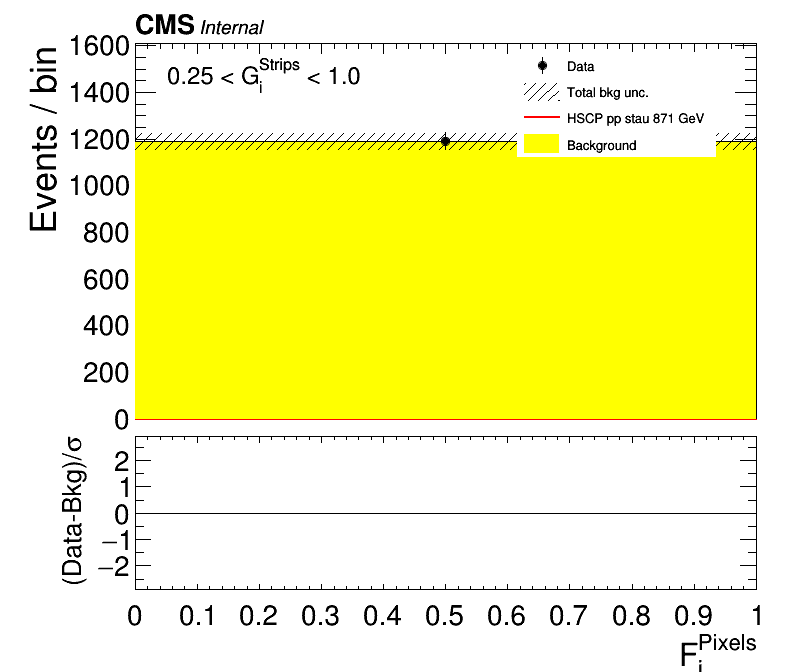 CMS Internal
0.25 < G_i^Strips < 1.0
Data
Total bkg unc.
HSCP pp stau 871 GeV
Background
Events / bin
1600
1400
1200
1000
800
600
400
200
0
(Data-Bkg)/σ
2
1
0
−1
−2
0 0.1 0.2 0.3 0.4 0.5 0.6 0.7 0.8 0.9 1
F_i^Pixels